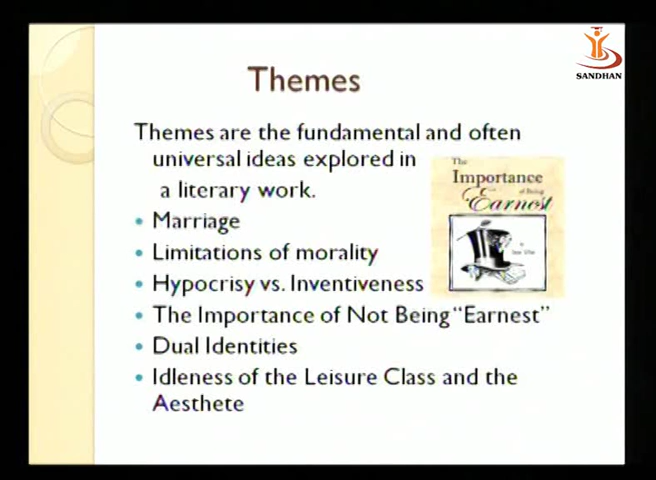 SANDHAN
Themes
Themes are the fundamental and often
universal ideas explored in
a literary work.
The
Importance
of Being
Earnest
• Marriage
• Limitations of morality
• Hypocrisy vs. Inventiveness
• The Importance of Not Being “Earnest”
• Dual Identities
• Idleness of the Leisure Class and the
Aesthete